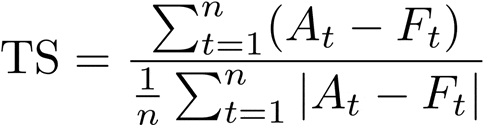 TS = \frac{\sum_{t=1}^{n}(A_t - F_t)}{\frac{1}{n}\sum_{t=1}^{n}|A_t - F_t|}